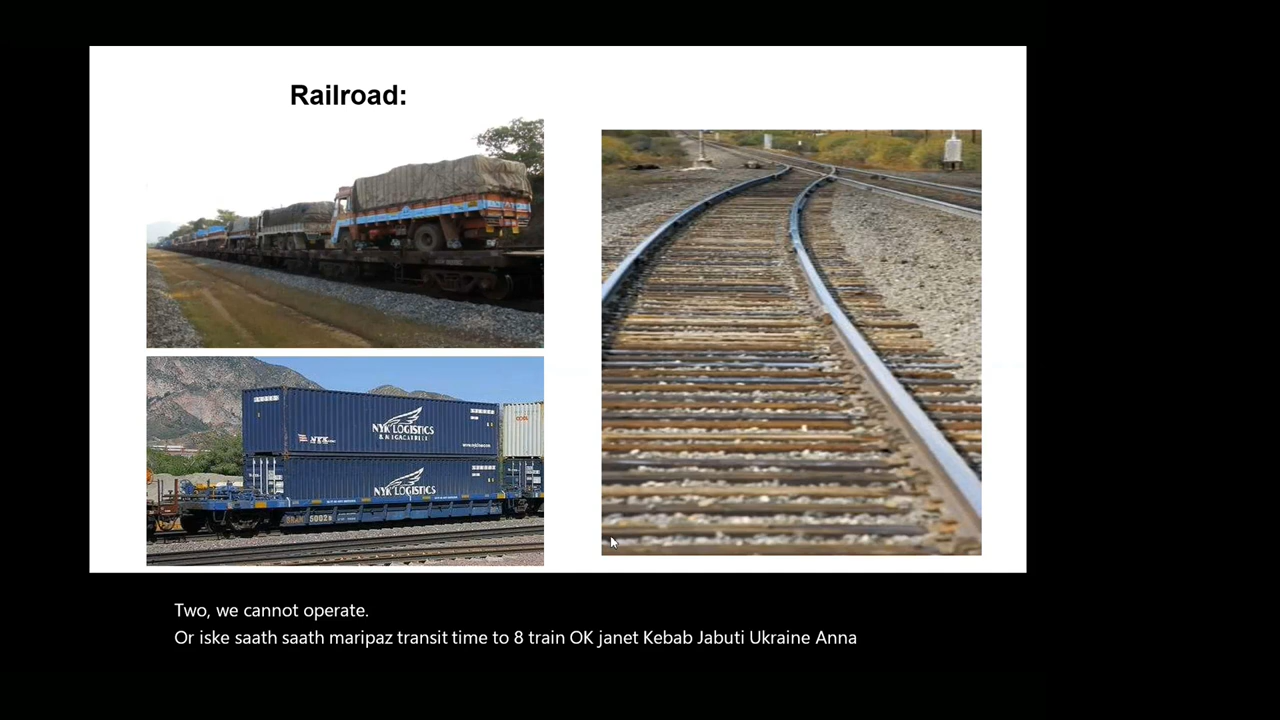 Railroad:
NYK LOGISTICS
NYK LOGISTICS
5002
Two, we cannot operate.
Or iske saath saath maripaz transit time to 8 train OK janet Kebab Jabuti Ukraine Anna